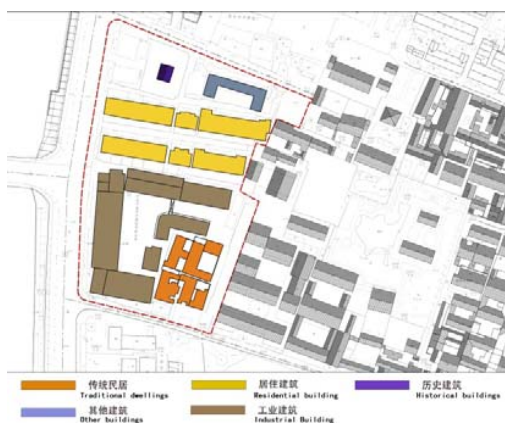 传统民居
Traditional dwellings
居住建筑
Residential building
历史建筑
Historical buildings
其他建筑
Other buildings
工业建筑
Industrial Building